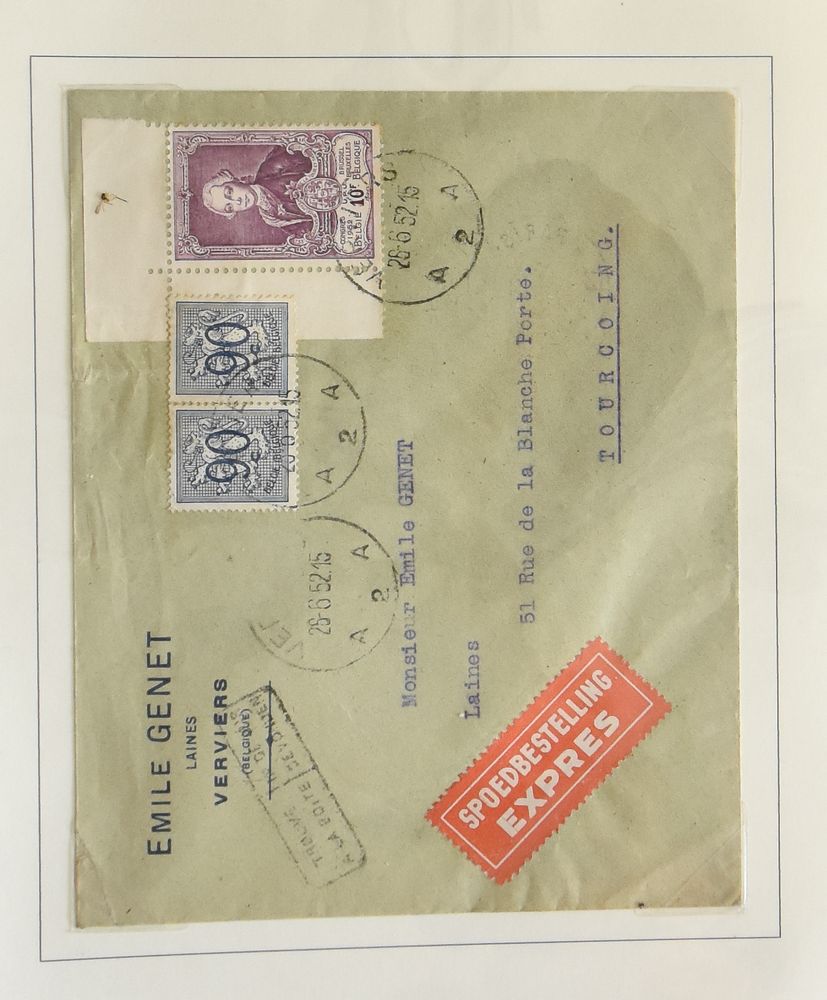 EMILE GENET
LAINES
VERVIERS
(BELGIQUE)
TROUVÉ
A LA BOITE
CONGRES U.P.U. BRUSSEL
1952 BRUXELLES
10F
BELGIE BELGIQUE
90
BELGIE BELGIQUE
90
BELGIE BELGIQUE
26-6 52.15
A 2 A
26-6 52.15
A 2 A
26-6 52.15
A 2 A
Monsieur Emile GENET
Laines
51 Rue de la Blanche Porte.
TOURCOING.
SPOEDBESTELLING
EXPRES